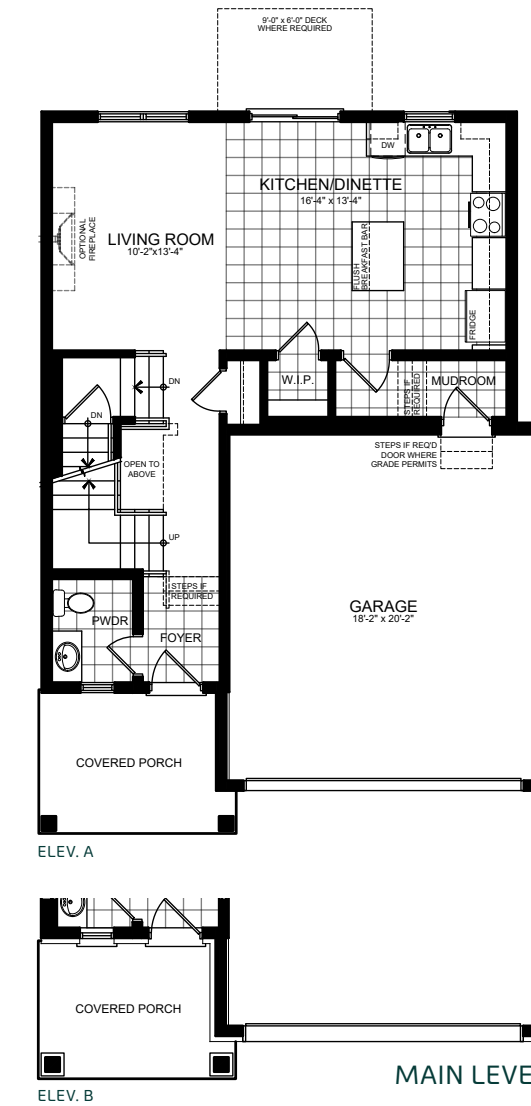 9'-0" x 6'-0" DECK
WHERE REQUIRED
DW
KITCHEN/DINETTE
16'-4" x 13'-4"
LIVING ROOM
10'-2"x13'-4"
OPTIONAL
FIREPLACE
FLUSH
BREAKFAST BAR
FRIDGE
W.I.P.
MUDROOM
STEPS IF
REQUIRED
DN
DN
STEPS IF REQ'D
DOOR WHERE
GRADE PERMITS
OPEN TO
ABOVE
UP
STEPS IF
REQUIRED
PWDR
FOYER
GARAGE
18'-2" x 20'-2"
COVERED PORCH
ELEV. A
COVERED PORCH
MAIN LEVE
ELEV. B